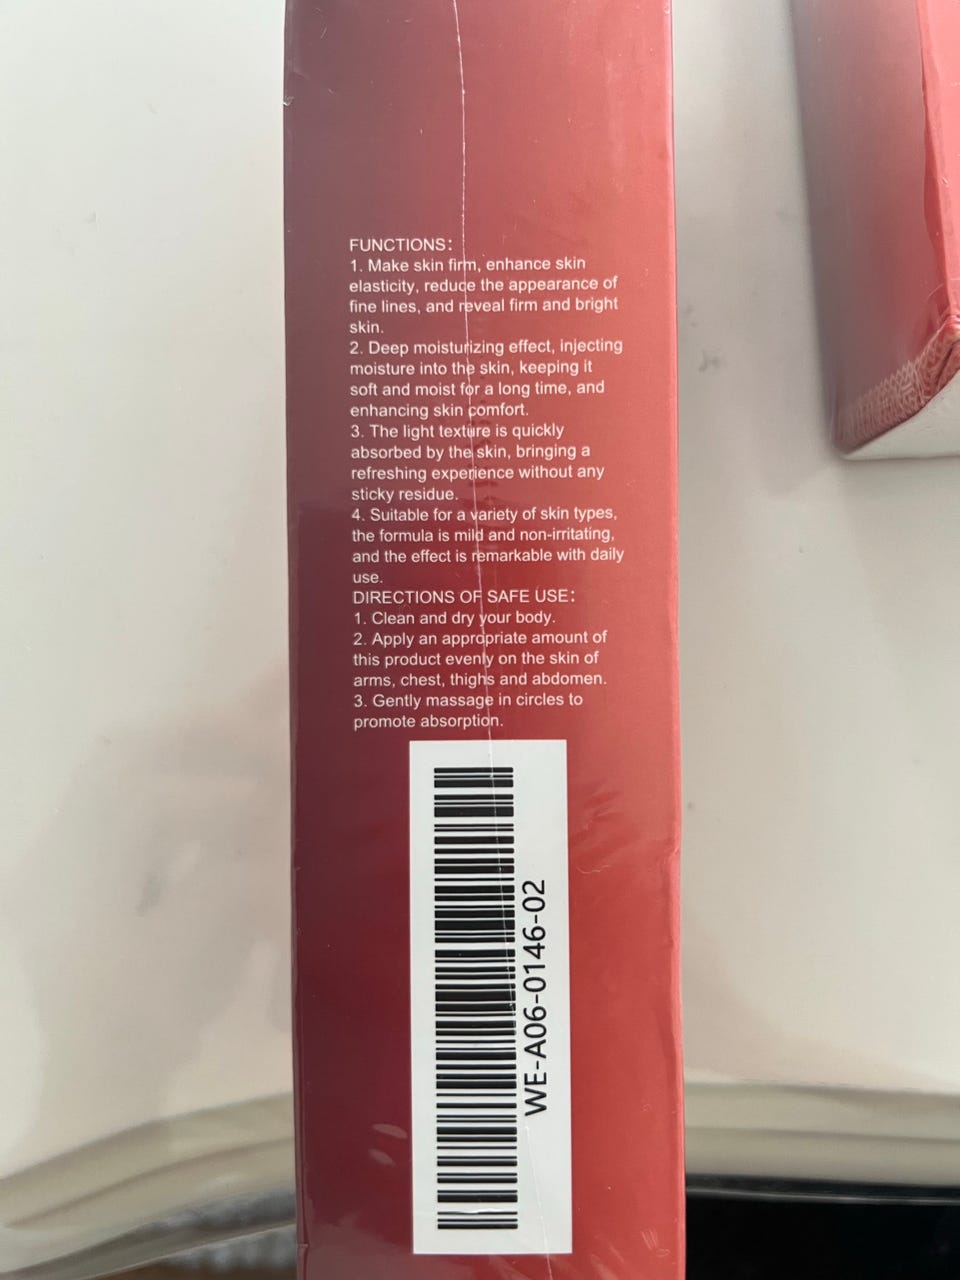 FUNCTIONS:
1. Make skin firm, enhance skin
elasticity, reduce the appearance of
fine lines, and reveal firm and bright
skin.
2. Deep moisturizing effect, injecting
moisture into the skin, keeping it
soft and moist for a long time, and
enhancing skin comfort.
3. The light texture is quickly
absorbed by the skin, bringing a
refreshing experience without any
sticky residue.
4. Suitable for a variety of skin types,
the formula is mild and non-irritating,
and the effect is remarkable with daily
use.
DIRECTIONS OF SAFE USE:
1. Clean and dry your body.
2. Apply an appropriate amount of
this product evenly on the skin of
arms, chest, thighs and abdomen.
3. Gently massage in circles to
promote absorption.
WE-A06-0146-02